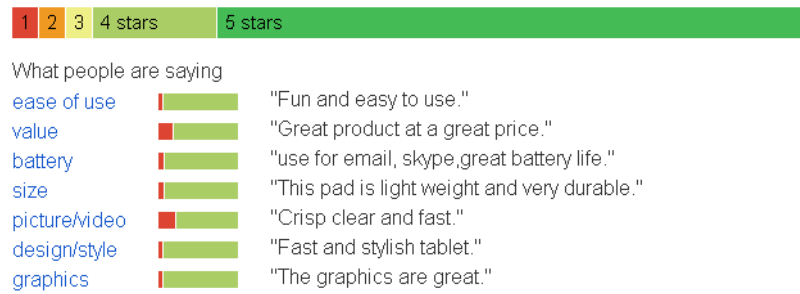 1 2 3 4 stars 5 stars
What people are saying
ease of use "Fun and easy to use."
value "Great product at a great price."
battery "use for email, skype,great battery life."
size "This pad is light weight and very durable."
picture/video "Crisp clear and fast."
design/style "Fast and stylish tablet."
graphics "The graphics are great."